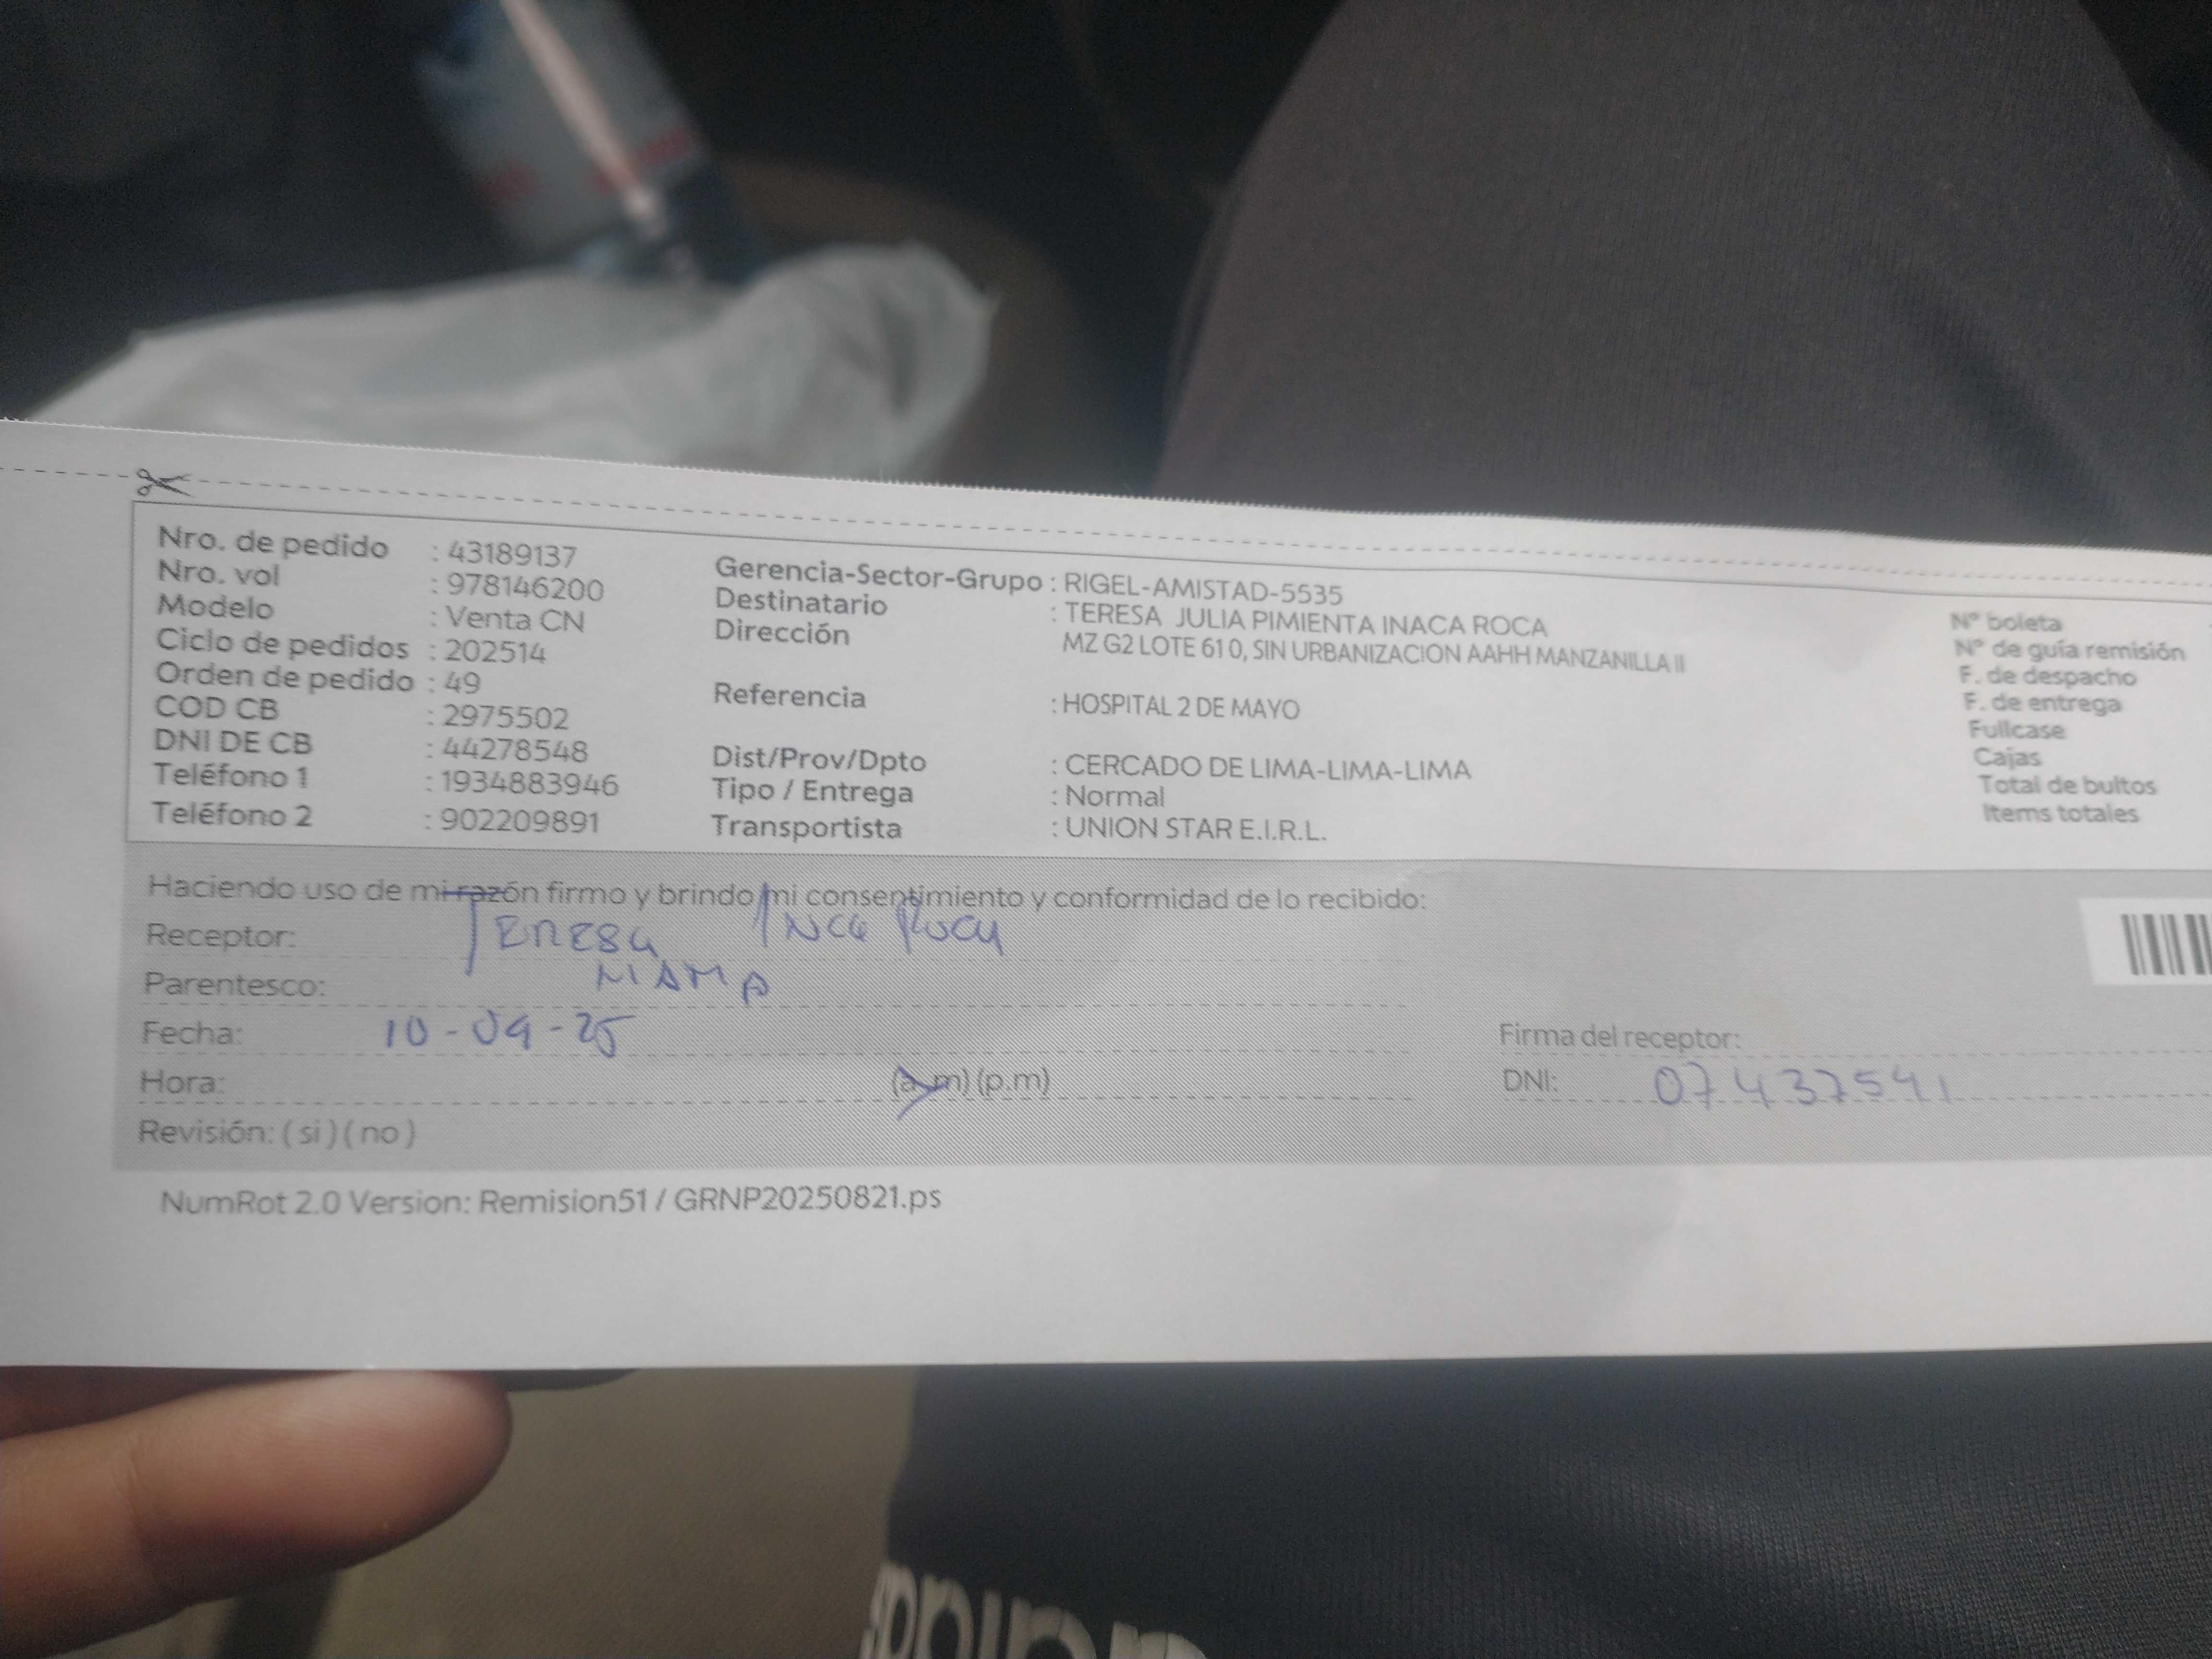 Nro. de pedido : 43189137
Nro. vol : 978146200
Modelo : Venta CN
Ciclo de pedidos : 202514
Orden de pedido : 49
COD CB : 2975502
DNI DE CB : 44278548
Teléfono 1 : 1934883946
Teléfono 2 : 902209891
Gerencia-Sector-Grupo : RIGEL-AMISTAD-5535
Destinatario : TERESA JULIA PIMIENTA INACA ROCA
Dirección MZ G2 LOTE 61 0, SIN URBANIZACION AAHH MANZANILLA II
Referencia : HOSPITAL 2 DE MAYO
Dist/Prov/Dpto : CERCADO DE LIMA-LIMA-LIMA
Tipo / Entrega : Normal
Transportista : UNION STAR E.I.R.L.
N° boleta
N° de guía remisión
F. de despacho
F. de entrega
Fullcase
Cajas
Total de bultos
Items totales
Haciendo uso de mi razón firmo y brindo mi consentimiento y conformidad de lo recibido:
Receptor: TERESA INCA ROCA
Parentesco: MAMA
Fecha: 10-09-25
Hora: (a.m) (p.m)
Revisión: ( si ) ( no )
Firma del receptor:
DNI: 07437541
NumRot 2.0 Version: Remision51 / GRNP20250821.ps